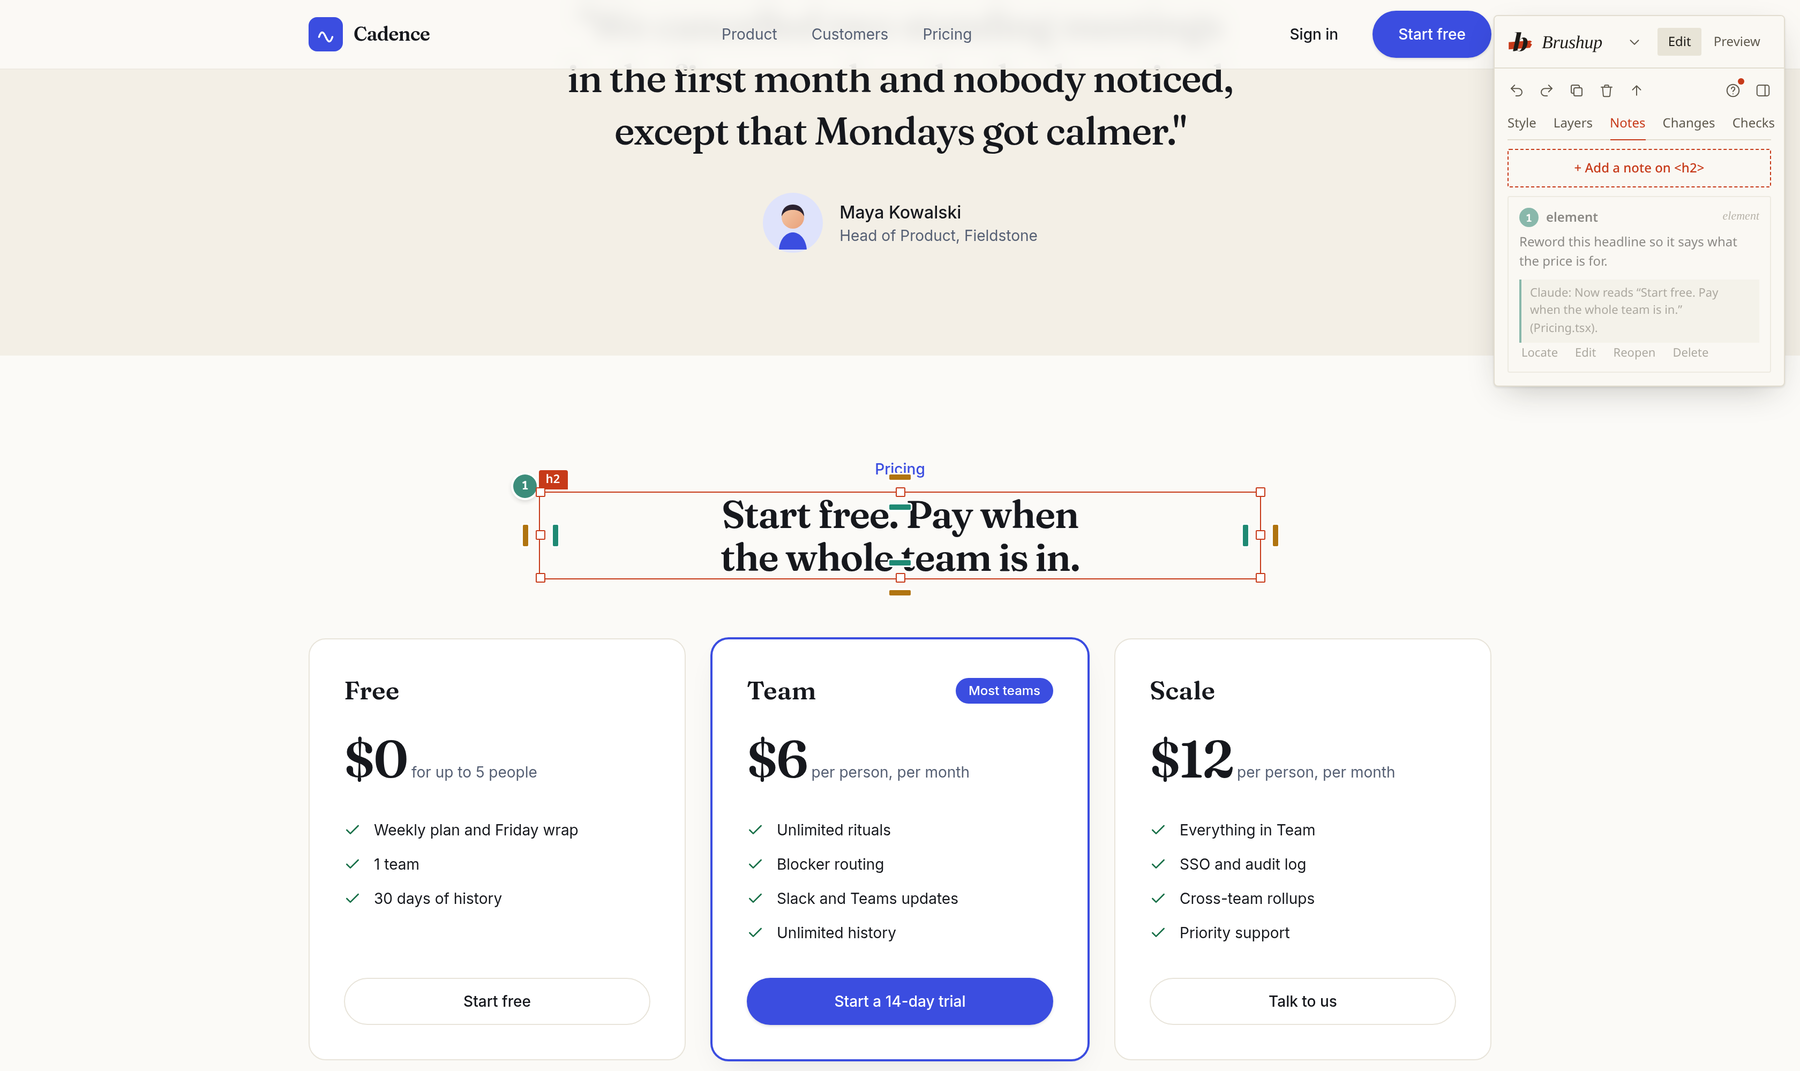 Cadence
Product
Customers
Pricing
Sign in
Start free
in the first month and nobody noticed,
except that Mondays got calmer."
Maya Kowalski
Head of Product, Fieldstone
b Brushup
Edit
Preview
Style
Layers
Notes
Changes
Checks
+ Add a note on <h2>
1 element
element
Reword this headline so it says what
the price is for.
Claude: Now reads “Start free. Pay
when the whole team is in.”
(Pricing.tsx).
Locate
Edit
Reopen
Delete
Pricing
1
h2
Start free. Pay when
the whole team is in.
Free
$0 for up to 5 people
Weekly plan and Friday wrap
1 team
30 days of history
Start free
Team
Most teams
$6 per person, per month
Unlimited rituals
Blocker routing
Slack and Teams updates
Unlimited history
Start a 14-day trial
Scale
$12 per person, per month
Everything in Team
SSO and audit log
Cross-team rollups
Priority support
Talk to us